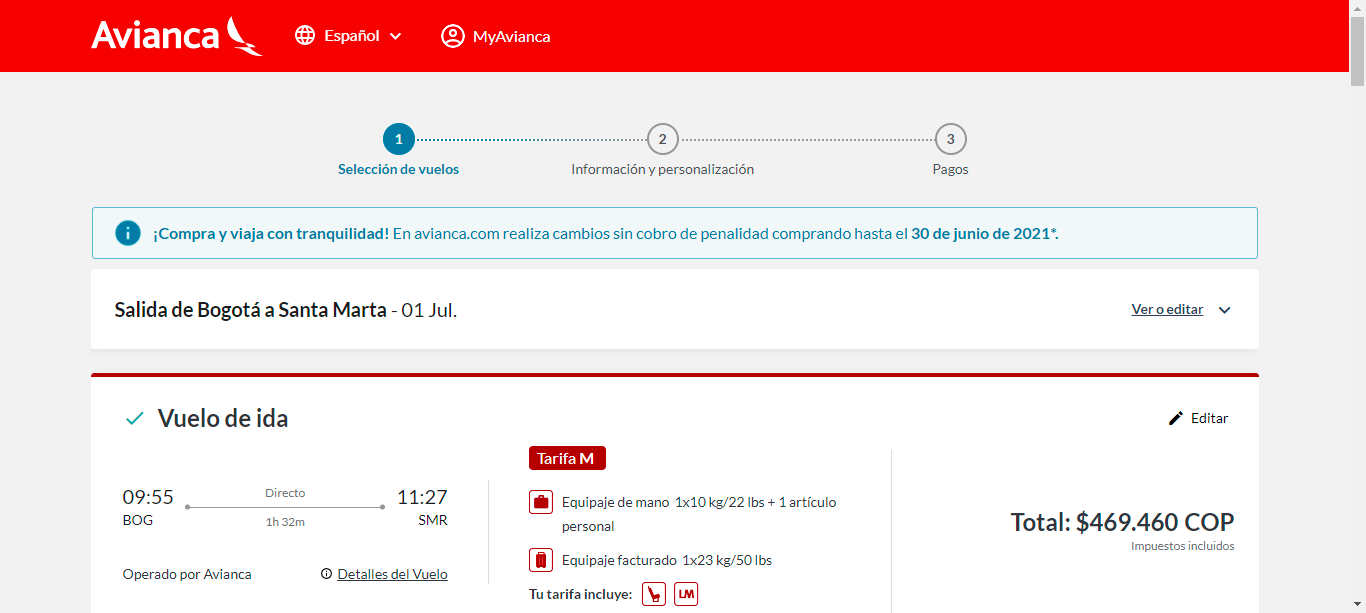 Avianca
Español
MyAvianca
1
2
3
Selección de vuelos
Información y personalización
Pagos
¡Compra y viaja con tranquilidad! En avianca.com realiza cambios sin cobro de penalidad comprando hasta el 30 de junio de 2021*.
Salida de Bogotá a Santa Marta - 01 Jul.
Ver o editar
Vuelo de ida
Editar
09:55
BOG
Directo
1h 32m
11:27
SMR
Operado por Avianca
Detalles del Vuelo
Tarifa M
Equipaje de mano 1x10 kg/22 lbs + 1 artículo
personal
Equipaje facturado 1x23 kg/50 lbs
Tu tarifa incluye:
LM
Total: $469.460 COP
Impuestos incluidos